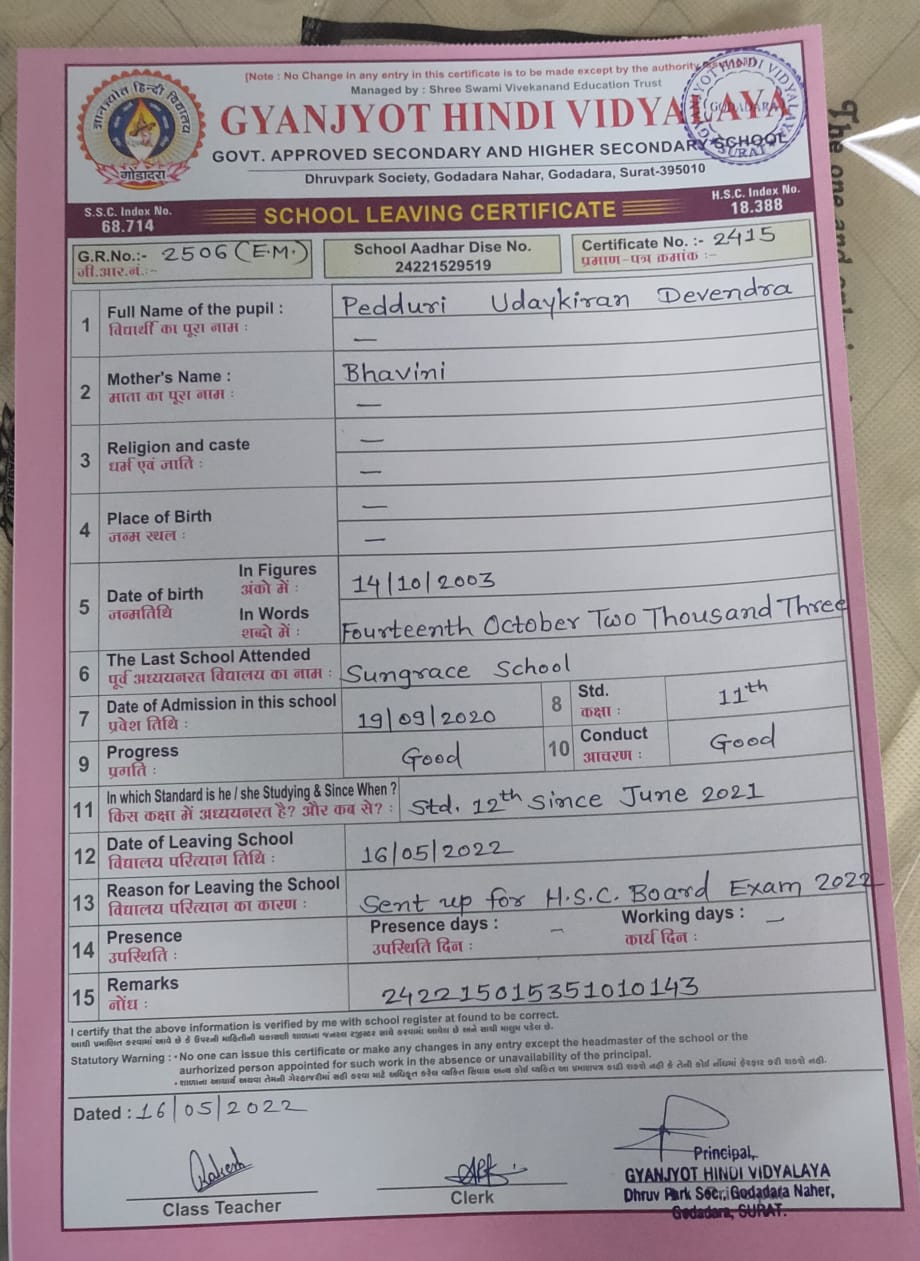 [Note : No Change in any entry in this certificate is to be made except by the authority
Managed by : Shree Swami Vivekanand Education Trust
ज्ञानज्योत हिन्दी विद्यालय
गोडादरा
GYANJYOT HINDI VIDYALAYA
GYANJYOT HINDI VIDYALAYA
GODADARA
SURAT
GOVT. APPROVED SECONDARY AND HIGHER SECONDARY SCHOOL
Dhruvpark Society, Godadara Nahar, Godadara, Surat-395010
S.S.C. Index No.
68.714
SCHOOL LEAVING CERTIFICATE
H.S.C. Index No.
18.388
G.R.No.:- 2506 (E.M.)
जी.आर.नं.:-
School Aadhar Dise No.
24221529519
Certificate No. :- 2415
प्रमाण-पत्र क्रमांक :-
1 Full Name of the pupil : Pedduri Udaykiran Devendra
विद्यार्थी का पूरा नाम : —
2 Mother's Name : Bhavini
माता का पूरा नाम : —
3 Religion and caste —
धर्म एवं जाति : —
4 Place of Birth —
जन्म स्थल : —
5 Date of birth In Figures 14/10/2003
जन्मतिथि अंको में :
In Words Fourteenth October Two Thousand Three
शब्दो में :
6 The Last School Attended Sungrace School
पूर्व अध्ययनरत विद्यालय का नाम :
7 Date of Admission in this school 19/09/2020
प्रवेश तिथि :
8 Std. 11th
कक्षा :
9 Progress Good
प्रगति :
10 Conduct Good
आचरण :
11 In which Standard is he / she Studying & Since When ? Std. 12th since June 2021
किस कक्षा में अध्ययनरत है? और कब से? :
12 Date of Leaving School 16/05/2022
विद्यालय परित्याग तिथि :
13 Reason for Leaving the School Sent up for H.S.C. Board Exam 2022
विद्यालय परित्याग का कारण :
14 Presence Presence days : — Working days : —
उपस्थिति : उपस्थिति दिन : कार्य दिन :
15 Remarks 242215015351010143
नोंध :
I certify that the above information is verified by me with school register at found to be correct.
Statutory Warning : • No one can issue this certificate or make any changes in any entry except the headmaster of the school or the
aurhorized person appointed for such work in the absence or unavailability of the principal.
Dated : 16/05/2022
Rakesh
Class Teacher
Clerk
Principal,
GYANJYOT HINDI VIDYALAYA
Dhruv Park Soc., Godadara Naher,
Godadara, SURAT.
The one and only